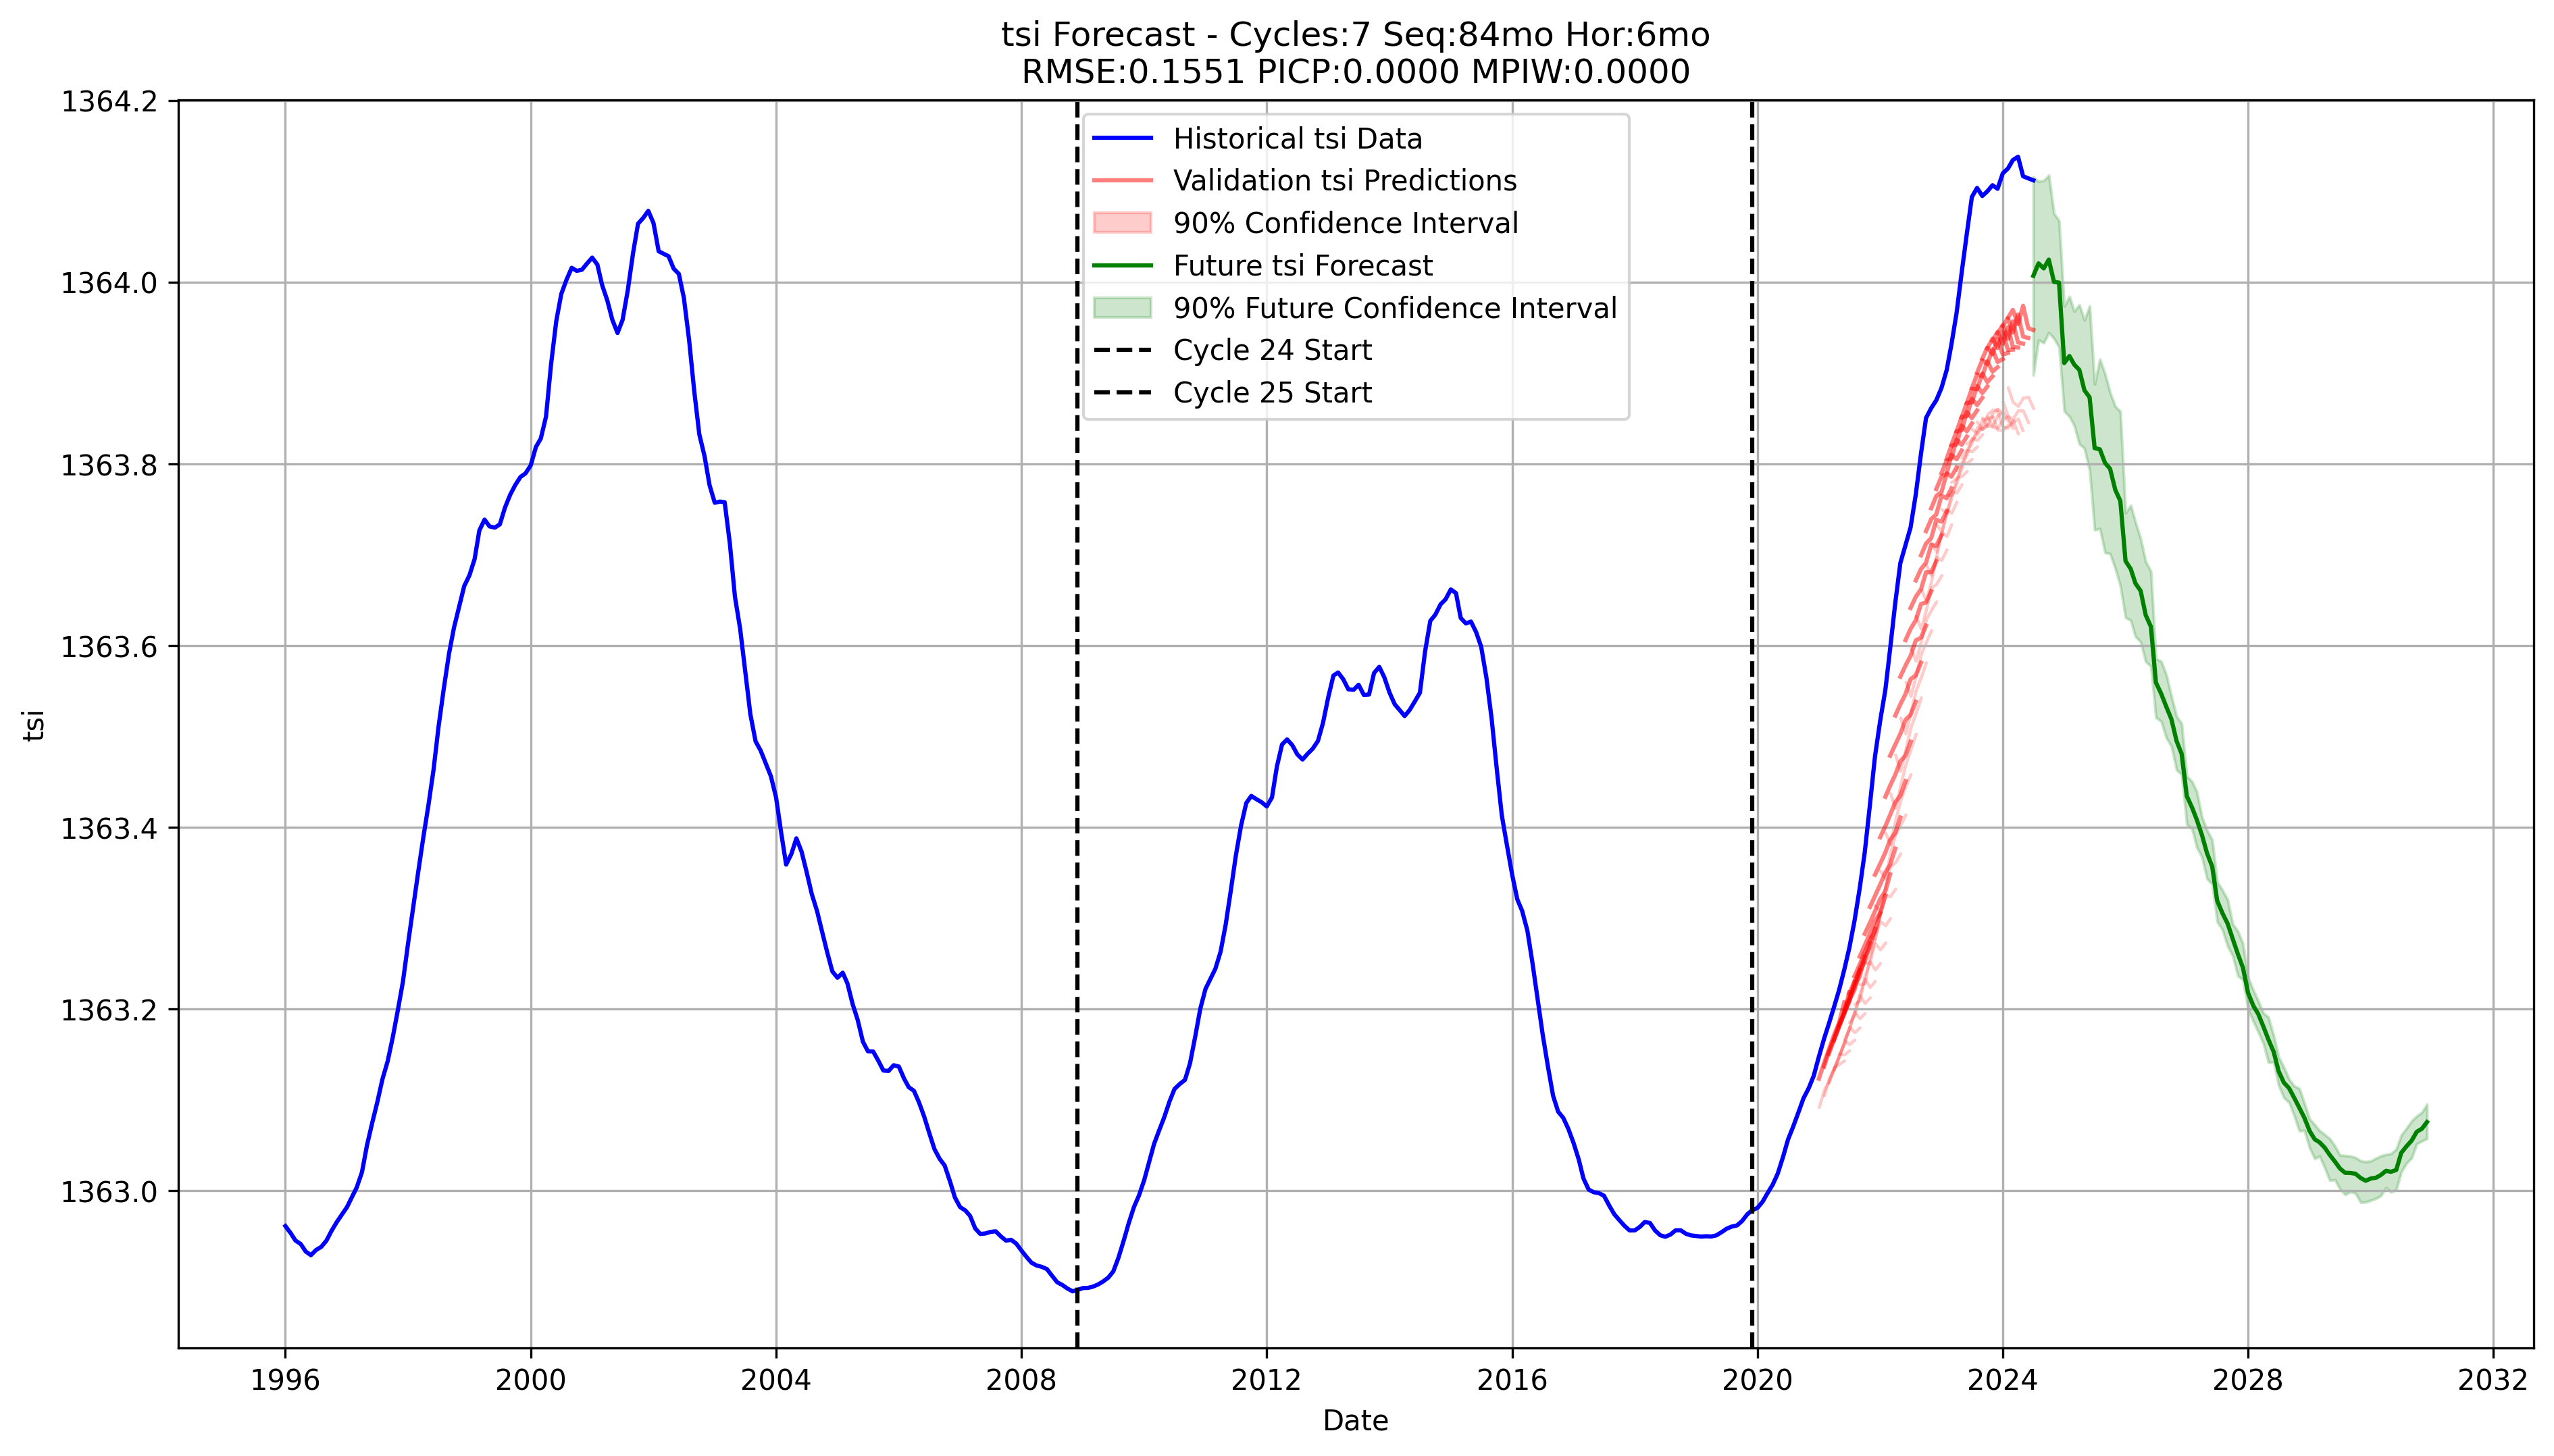 tsi Forecast - Cycles:7 Seq:84mo Hor:6mo
RMSE:0.1551 PICP:0.0000 MPIW:0.0000
1364.2
1364.0
1363.8
1363.6
1363.4
1363.2
1363.0
tsi
Historical tsi Data
Validation tsi Predictions
90% Confidence Interval
Future tsi Forecast
90% Future Confidence Interval
Cycle 24 Start
Cycle 25 Start
1996 2000 2004 2008 2012 2016 2020 2024 2028 2032
Date